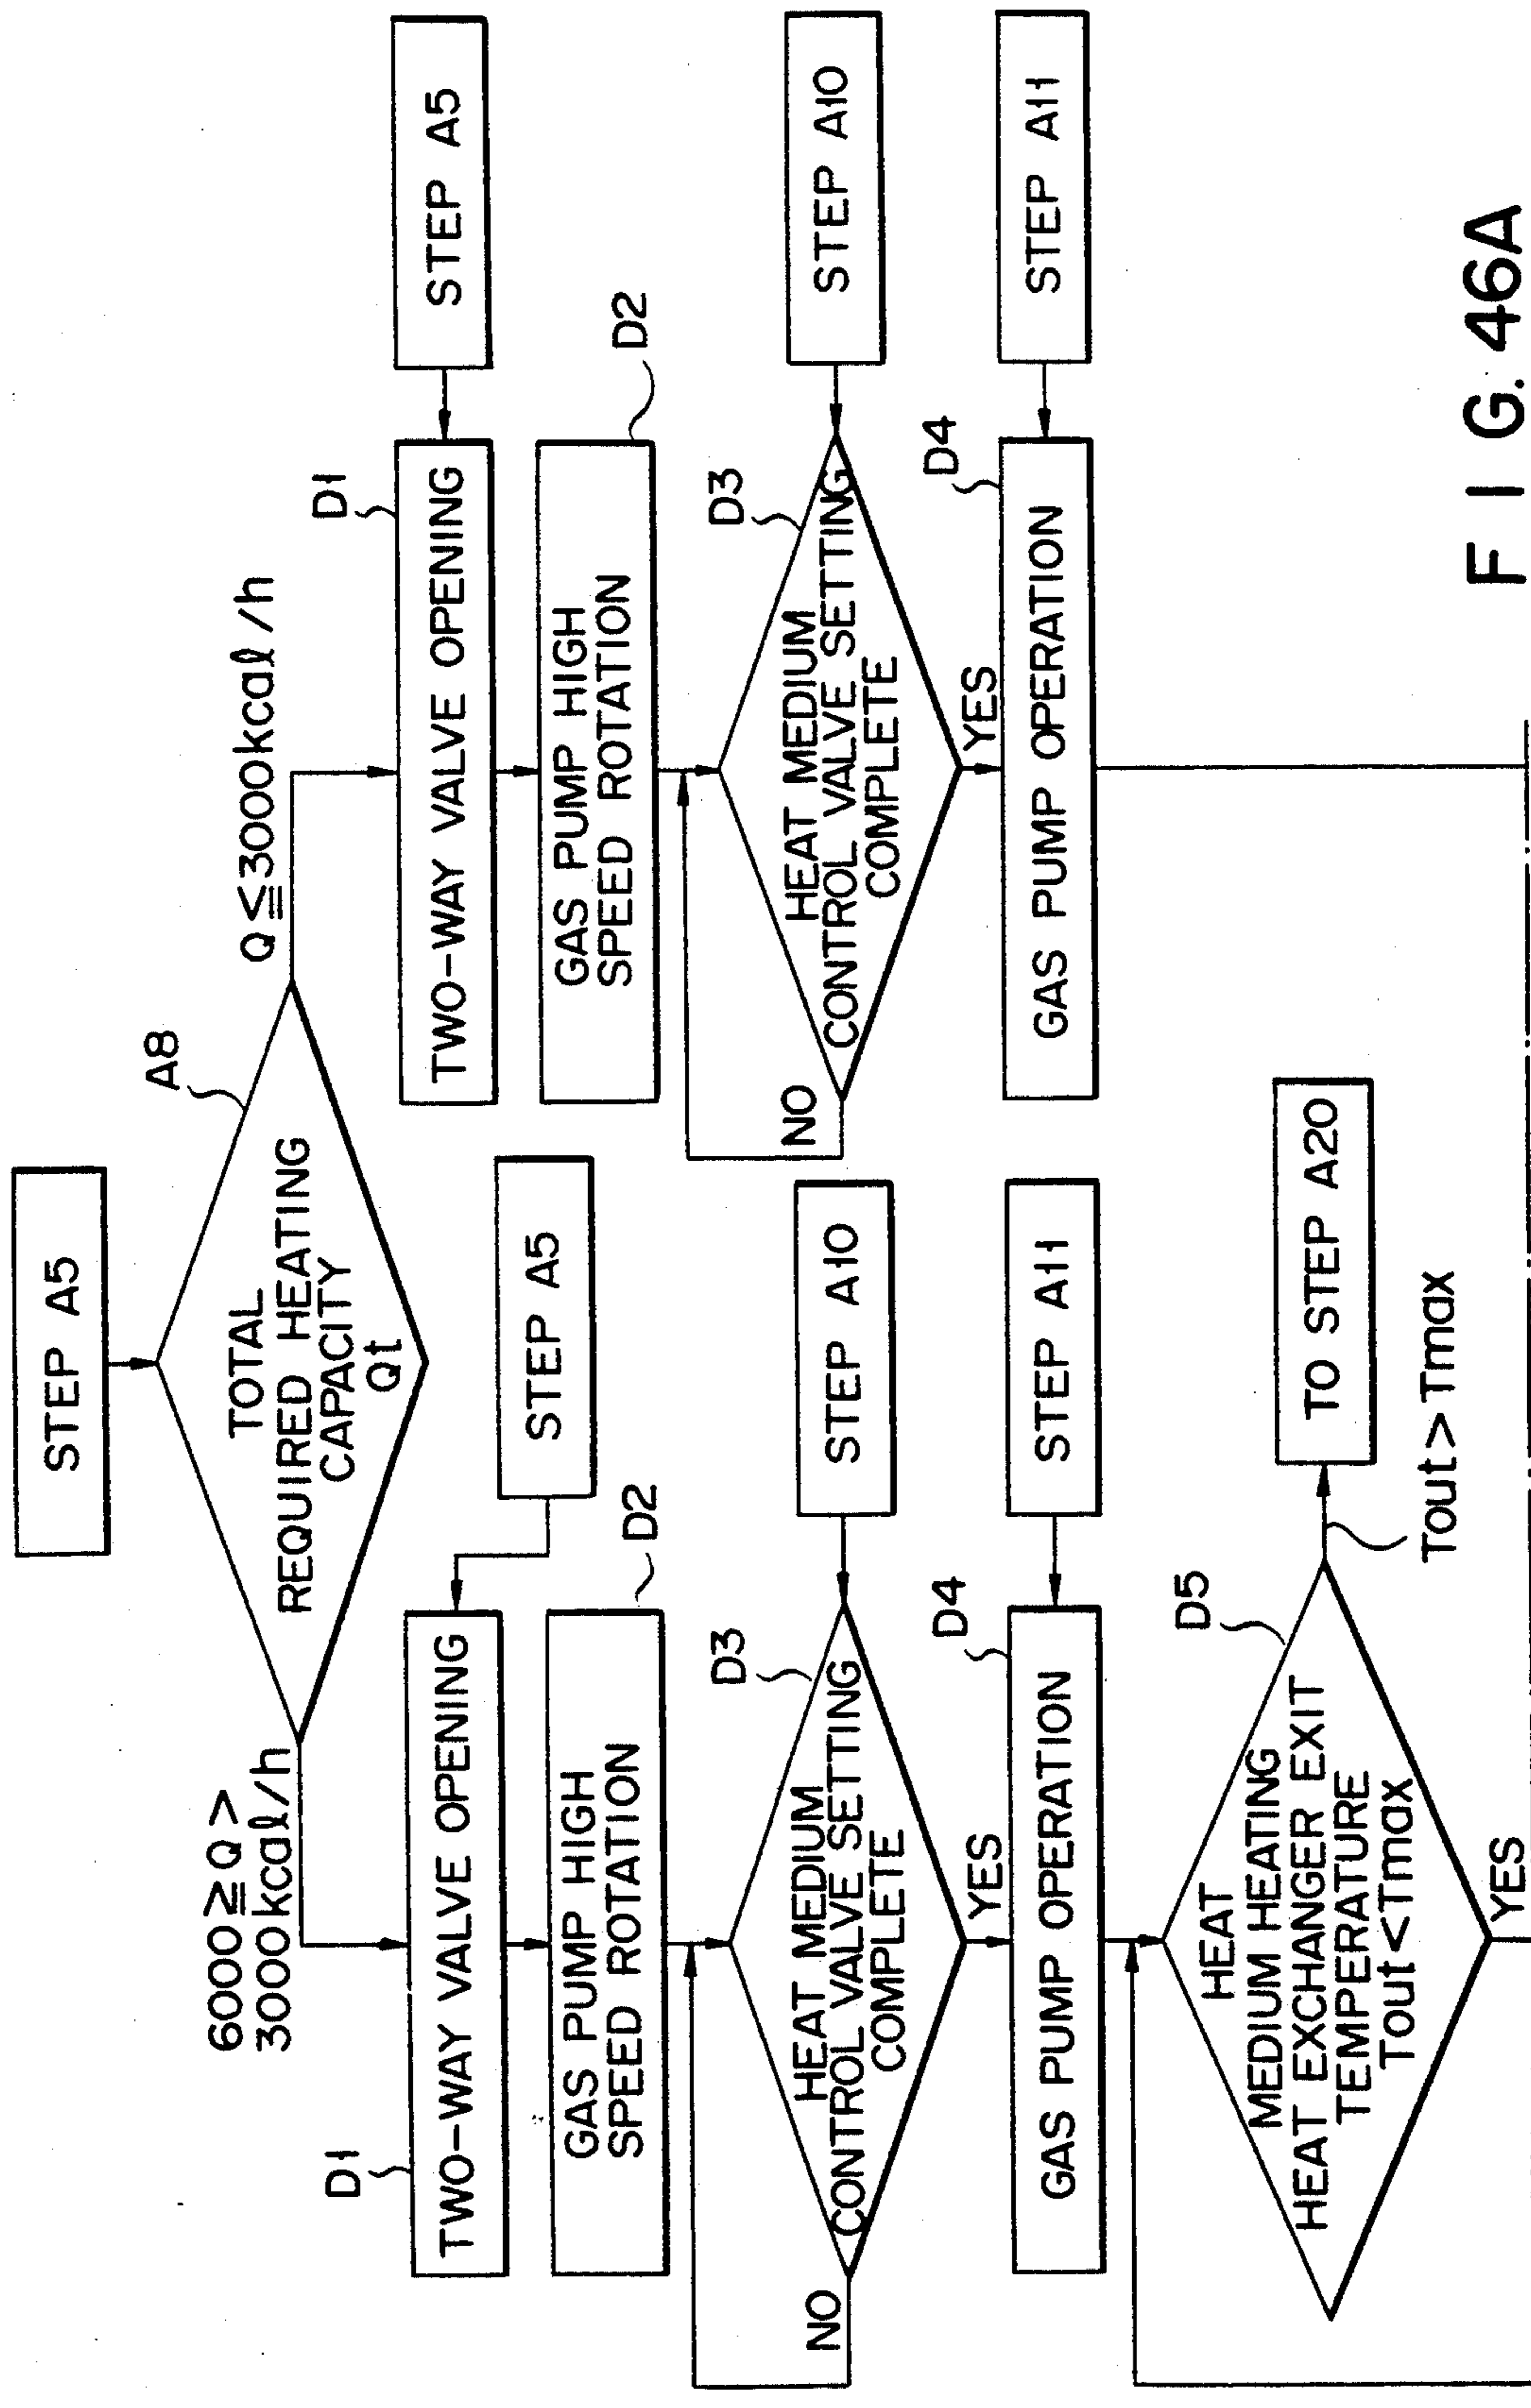 STEP A5
A8
TOTAL
REQUIRED HEATING
CAPACITY
Qt
6000≧Q>
3000kcal/h
Q≦3000kcal/h
STEP A5
D1
TWO-WAY VALVE OPENING
D2
GAS PUMP HIGH
SPEED ROTATION
D3
HEAT MEDIUM
CONTROL VALVE SETTING
COMPLETE
NO
YES
STEP A10
D4
GAS PUMP OPERATION
STEP A11
D5
HEAT
MEDIUM HEATING
HEAT EXCHANGER EXIT
TEMPERATURE
Tout<Tmax
YES
TO STEP A20
Tout>Tmax
D1
TWO-WAY VALVE OPENING
STEP A5
D2
GAS PUMP HIGH
SPEED ROTATION
D3
HEAT MEDIUM
CONTROL VALVE SETTING
COMPLETE
NO
YES
STEP A10
D4
GAS PUMP OPERATION
STEP A11
FIG. 46A